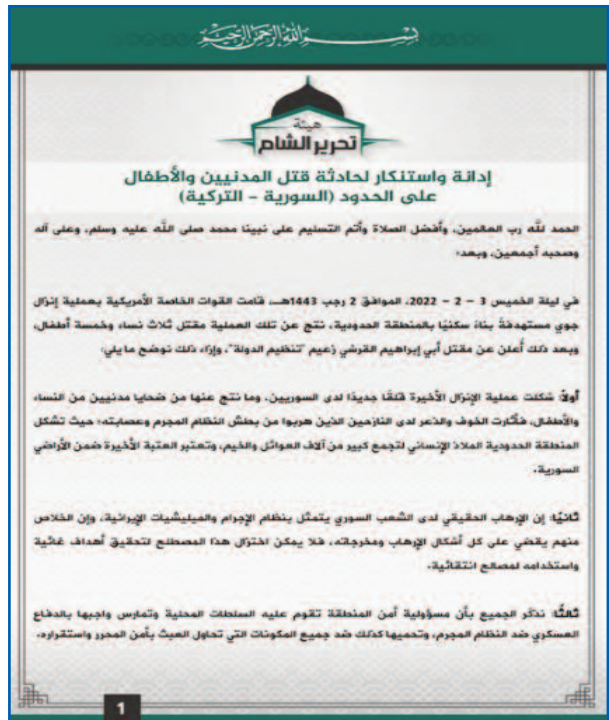 بسم الله الرحمن الرحيم
هيئة
تحرير الشام
إدانة واستنكار لحادثة قتل المدنيين والأطفال
على الحدود (السورية - التركية)
الحمد لله رب العالمين، وأفضل الصلاة وأتم التسليم على نبينا محمد صلى الله عليه وسلم، وعلى آله
وصحبه أجمعين، وبعد:
في ليلة الخميس 3 - 2 - 2022، الموافق 2 رجب 1443هـ، قامت القوات الخاصة الأمريكية بعملية إنزال
جوي مستهدفةً بناءً سكنيًا بالمنطقة الحدودية، نتج عن تلك العملية مقتل ثلاث نساء وخمسة أطفال،
وبعد ذلك أعلن عن مقتل أبي إبراهيم القرشي زعيم "تنظيم الدولة"، وإزاء ذلك نوضح ما يلي:
أولًا: شكلت عملية الإنزال الأخيرة قلقًا جديدًا لدى السوريين، وما نتج عنها من ضحايا مدنيين من النساء
والأطفال، فأثارت الخوف والذعر لدى النازحين الذين هربوا من بطش النظام المجرم وعصابته؛ حيث تشكل
المنطقة الحدودية الملاذ الإنساني لتجمع كبير من آلاف العوائل والخيم، وتعتبر العتبة الأخيرة ضمن الأراضي
السورية.
ثانيًا: إن الإرهاب الحقيقي لدى الشعب السوري يتمثل بنظام الإجرام والميليشيات الإيرانية، وإن الخلاص
منهم يقضي على كل أشكال الإرهاب ومخرجاته، فلا يمكن اختزال هذا المصطلح لتحقيق أهداف غائية
واستخدامه لمصالح انتقائية.
ثالثًا: نذكّر الجميع بأن مسؤولية أمن المنطقة تقوم عليه السلطات المحلية وتمارس واجبها بالدفاع
العسكري ضد النظام المجرم، وتحميها كذلك ضد جميع المكونات التي تحاول العبث بأمن المحرر واستقراره.
1